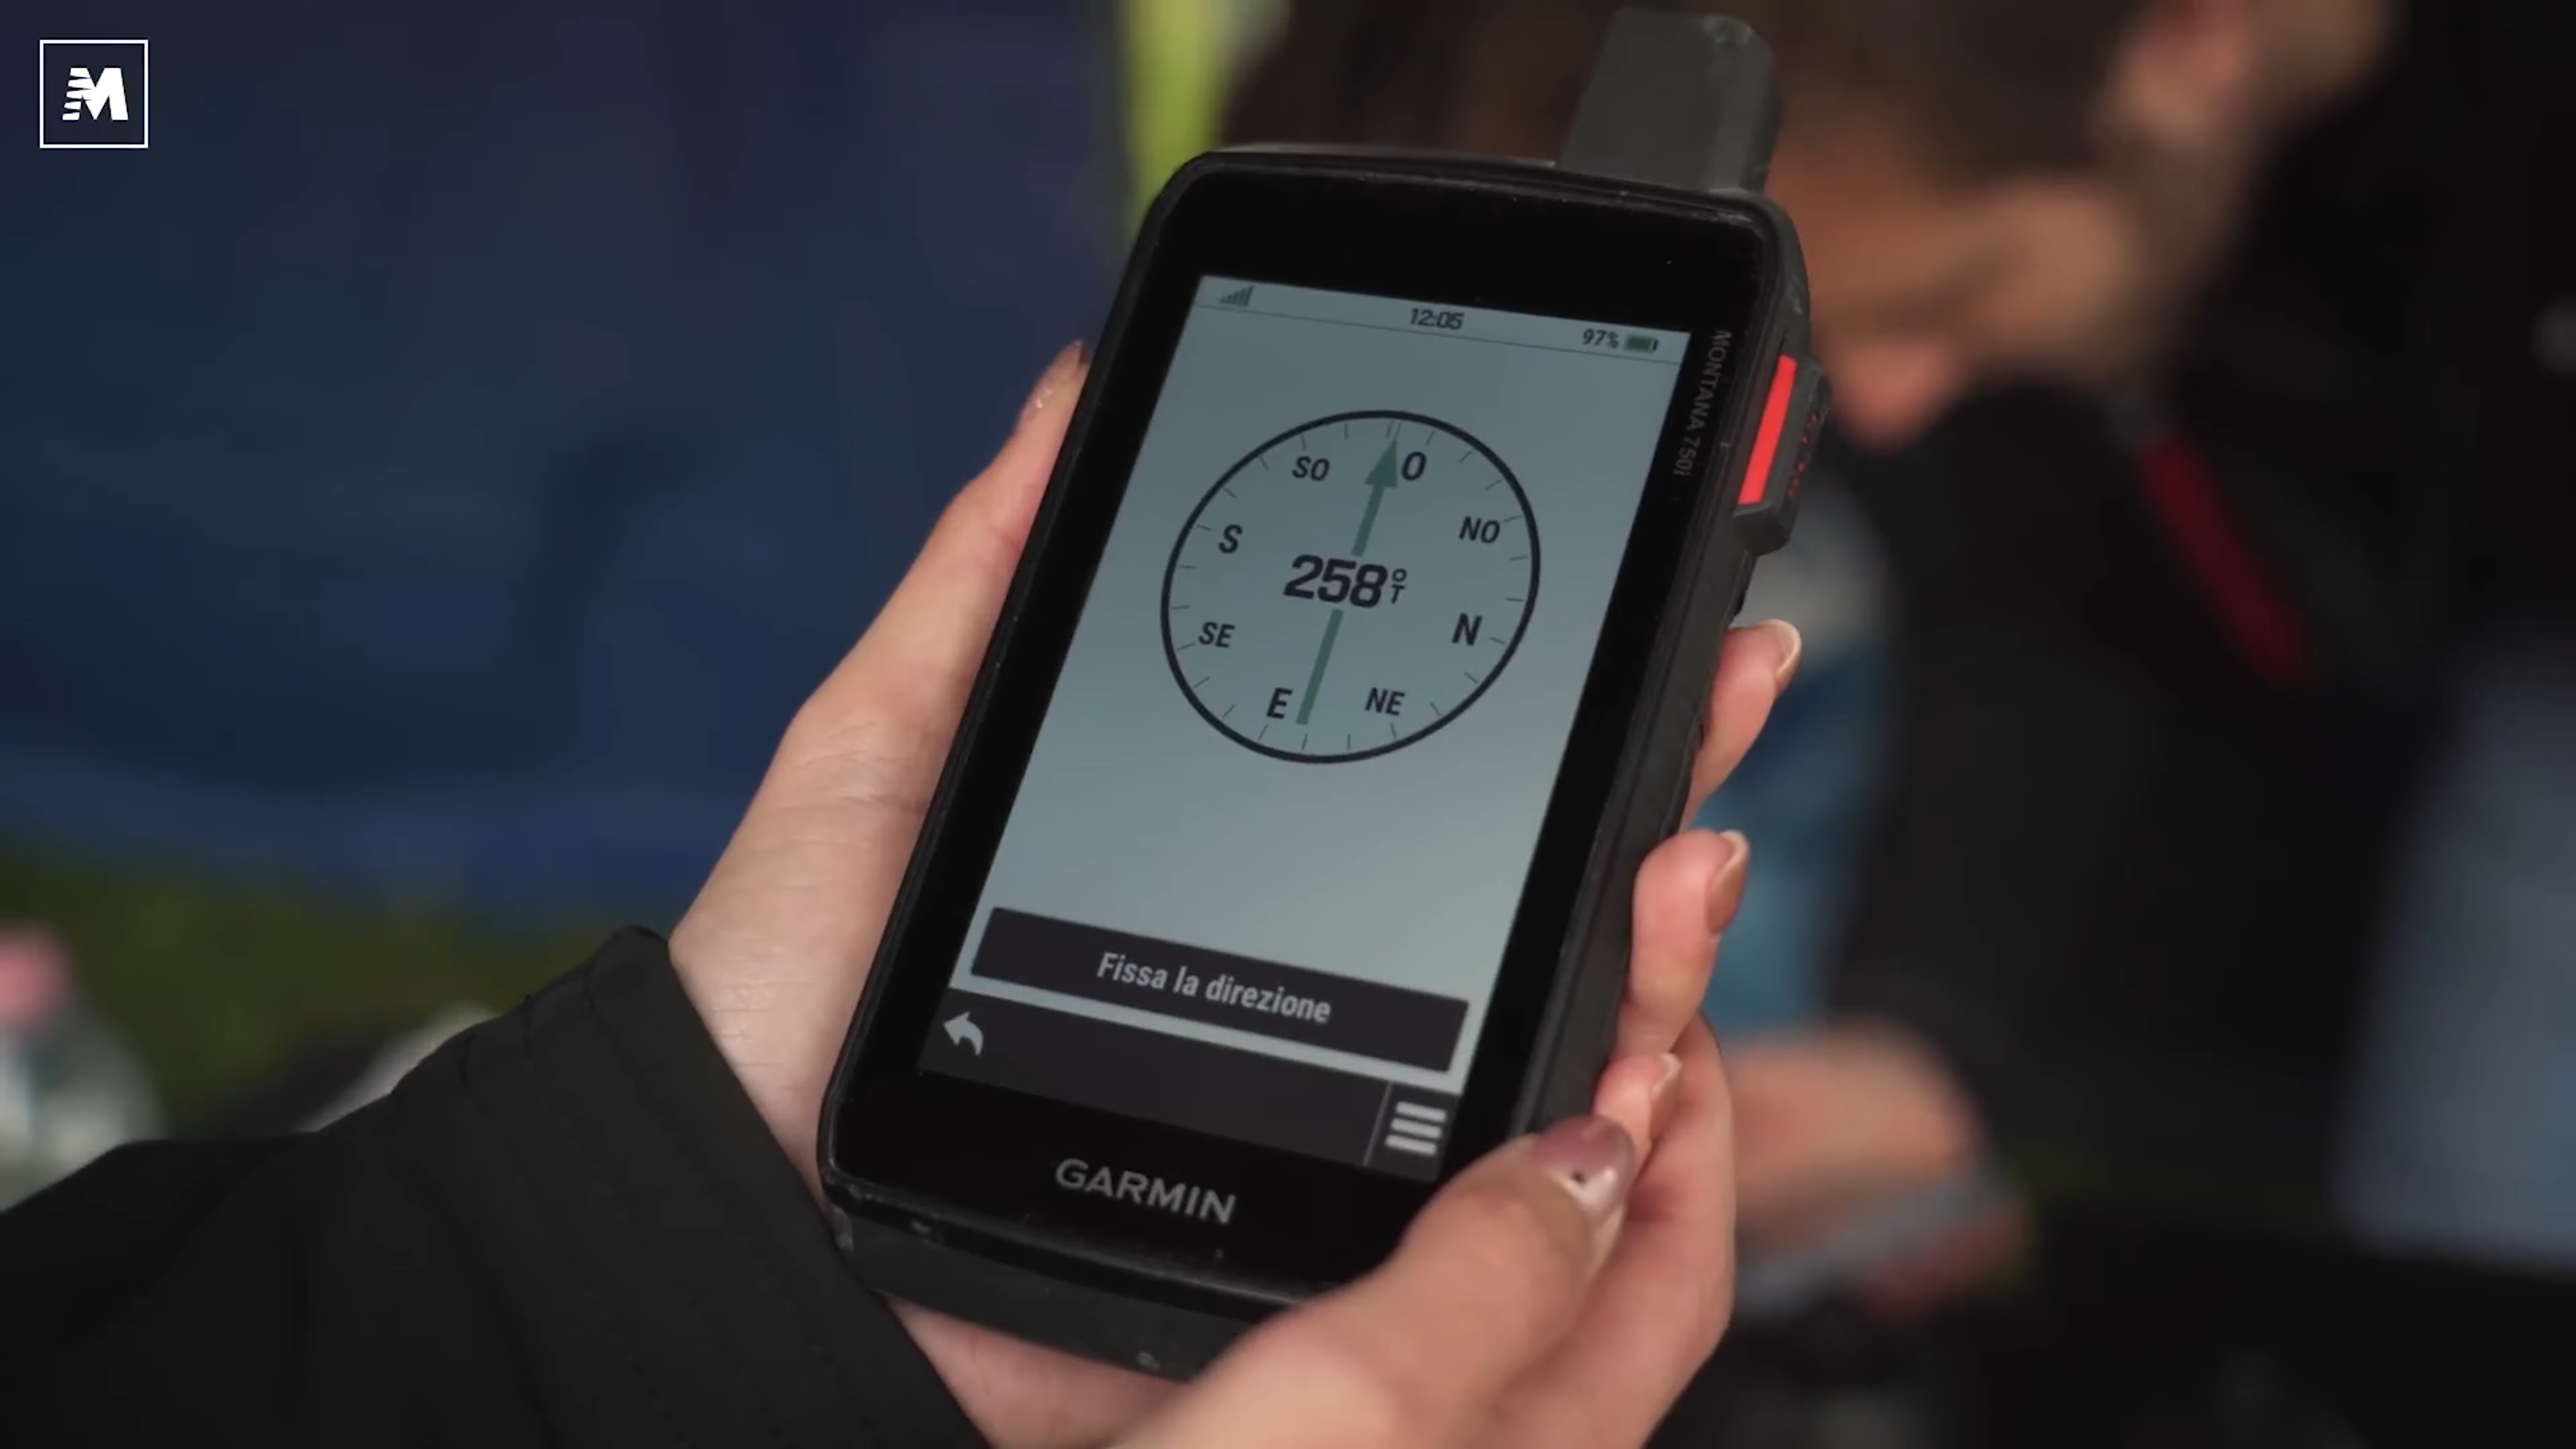 M
12:05
97%
MONTANA 750i
SO
O
S
NO
258°T
SE
N
E
NE
Fissa la direzione
GARMIN